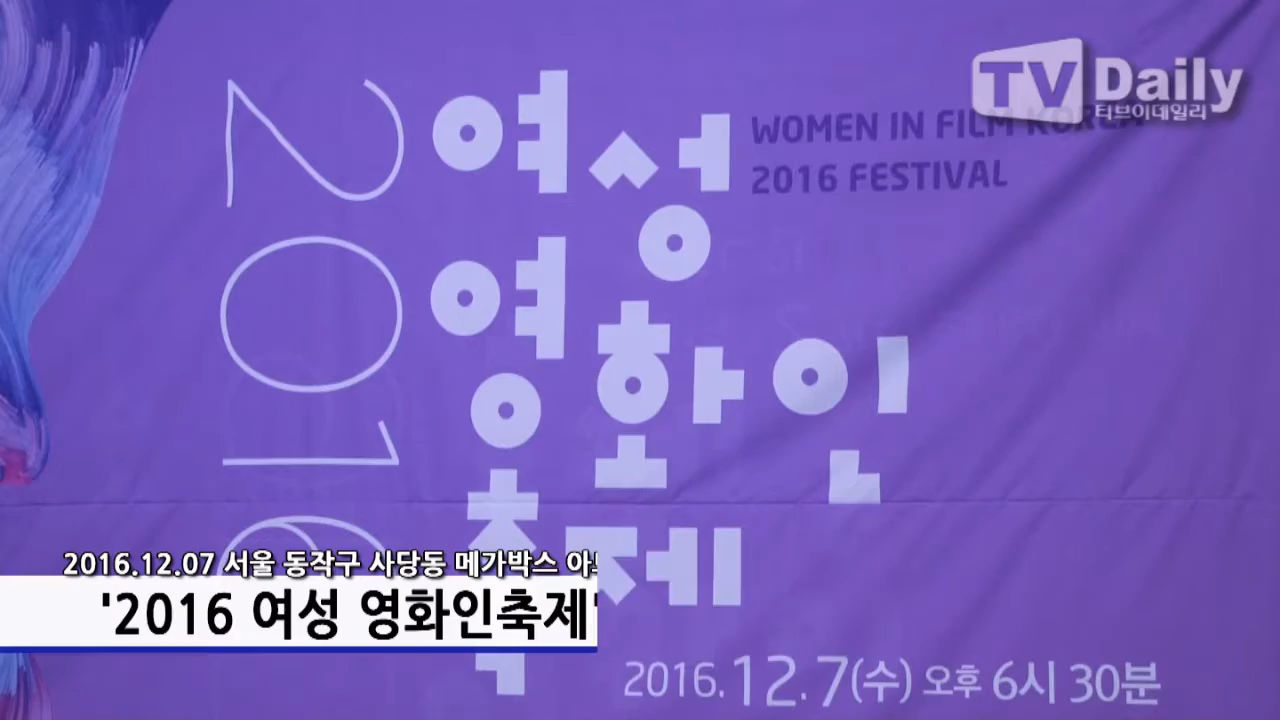 TV Daily
티브이데일리
2016
여성
영화인
축제
WOMEN IN FILM KOREA
2016 FESTIVAL
2016.12.07 서울 동작구 사당동 메가박스
'2016 여성 영화인축제'
2016.12.7(수) 오후 6시 30분